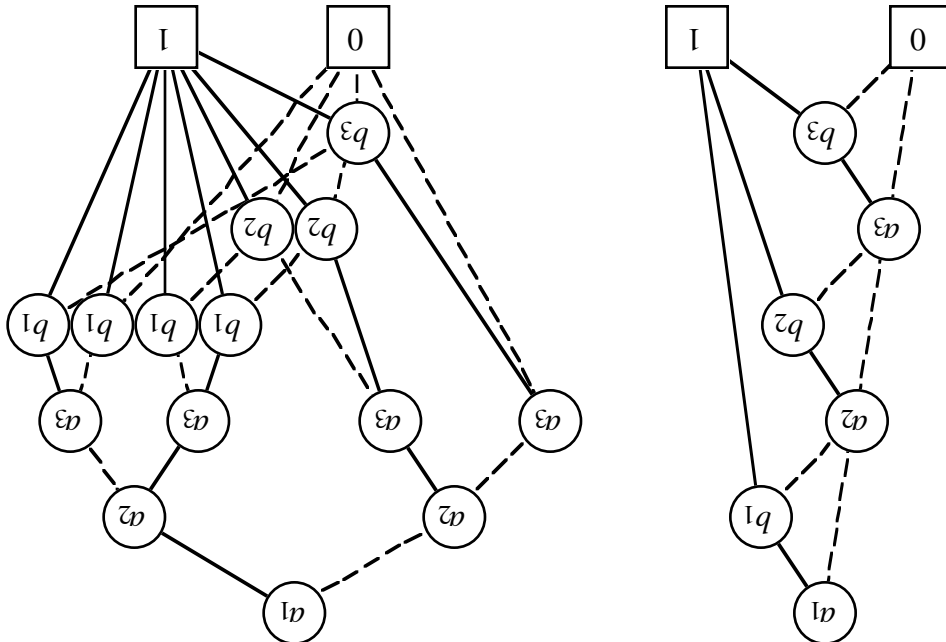 a1 a1
b1 a2 a2
a2 a3 a3 a3 a3
b2 b1 b1 b1 b1
a3 b2 b2
b3 b3
0 1 0 1